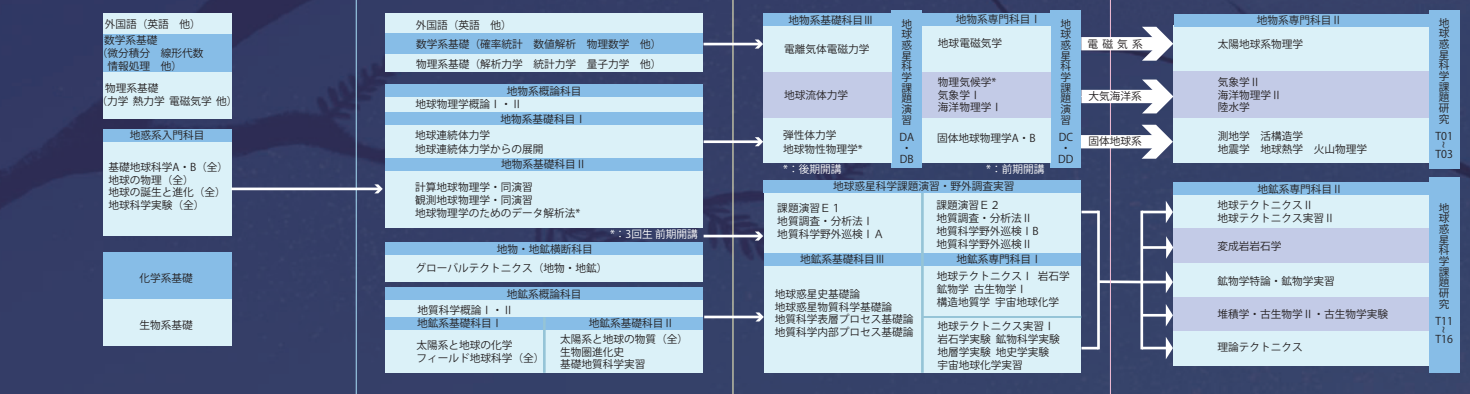 外国語（英語　他）
数学系基礎
（微分積分　線形代数
情報処理　他）
物理系基礎
（力学 熱力学 電磁気学 他）
地惑系入門科目
基礎地球科学A・B（全）
地球の物理（全）
地球の誕生と進化（全）
地球科学実験（全）
化学系基礎
生物系基礎
外国語（英語　他）
数学系基礎（確率統計　数値解析　物理数学　他）
物理系基礎（解析力学　統計力学　量子力学　他）
地物系概論科目
地球物理学概論Ⅰ・Ⅱ
地物系基礎科目Ⅰ
地球連続体力学
地球連続体力学からの展開
地物系基礎科目Ⅱ
計算地球物理学・同演習
観測地球物理学・同演習
地球物理学のためのデータ解析法*
*：3回生 前期開講
地物・地鉱横断科目
グローバルテクトニクス（地物・地鉱）
地鉱系概論科目
地質科学概論Ⅰ・Ⅱ
地鉱系基礎科目Ⅰ
太陽系と地球の化学
フィールド地球科学（全）
地鉱系基礎科目Ⅱ
太陽系と地球の物質（全）
生物圏進化史
基礎地質科学実習
地物系基礎科目Ⅲ
電離気体電磁力学
地球流体力学
弾性体力学
地球物性物理学*
*：後期開講
地球惑星科学課題演習
DA・DB
地物系専門科目Ⅰ
地球電磁気学
物理気候学*
気象学Ⅰ
海洋物理学Ⅰ
固体地球物理学A・B
*：前期開講
地球惑星科学課題演習
DC・DD
電磁気系
大気海洋系
固体地球系
地物系専門科目Ⅱ
太陽地球系物理学
気象学Ⅱ
海洋物理学Ⅱ
陸水学
測地学　活構造学
地震学　地球熱学　火山物理学
地球惑星科学課題研究
T01~T03
地球惑星科学課題演習・野外調査実習
課題演習Ｅ１
地質調査・分析法Ⅰ
地質科学野外巡検ⅠA
課題演習Ｅ２
地質調査・分析法Ⅱ
地質科学野外巡検ⅠB
地質科学野外巡検Ⅱ
地鉱系基礎科目Ⅲ
地球惑星史基礎論
地球惑星物質科学基礎論
地質科学表層プロセス基礎論
地質科学内部プロセス基礎論
地鉱系専門科目Ⅰ
地球テクトニクスⅠ 岩石学
鉱物学 古生物学Ⅰ
構造地質学 宇宙地球化学
地球テクトニクス実習Ⅰ
岩石学実験 鉱物科学実験
地層学実験 地史学実験
宇宙地球化学実習
地鉱系専門科目Ⅱ
地球テクトニクスⅡ
地球テクトニクス実習Ⅱ
変成岩岩石学
鉱物学特論・鉱物学実習
堆積学・古生物学Ⅱ・古生物学実験
理論テクトニクス
地球惑星科学課題研究
T11~T16